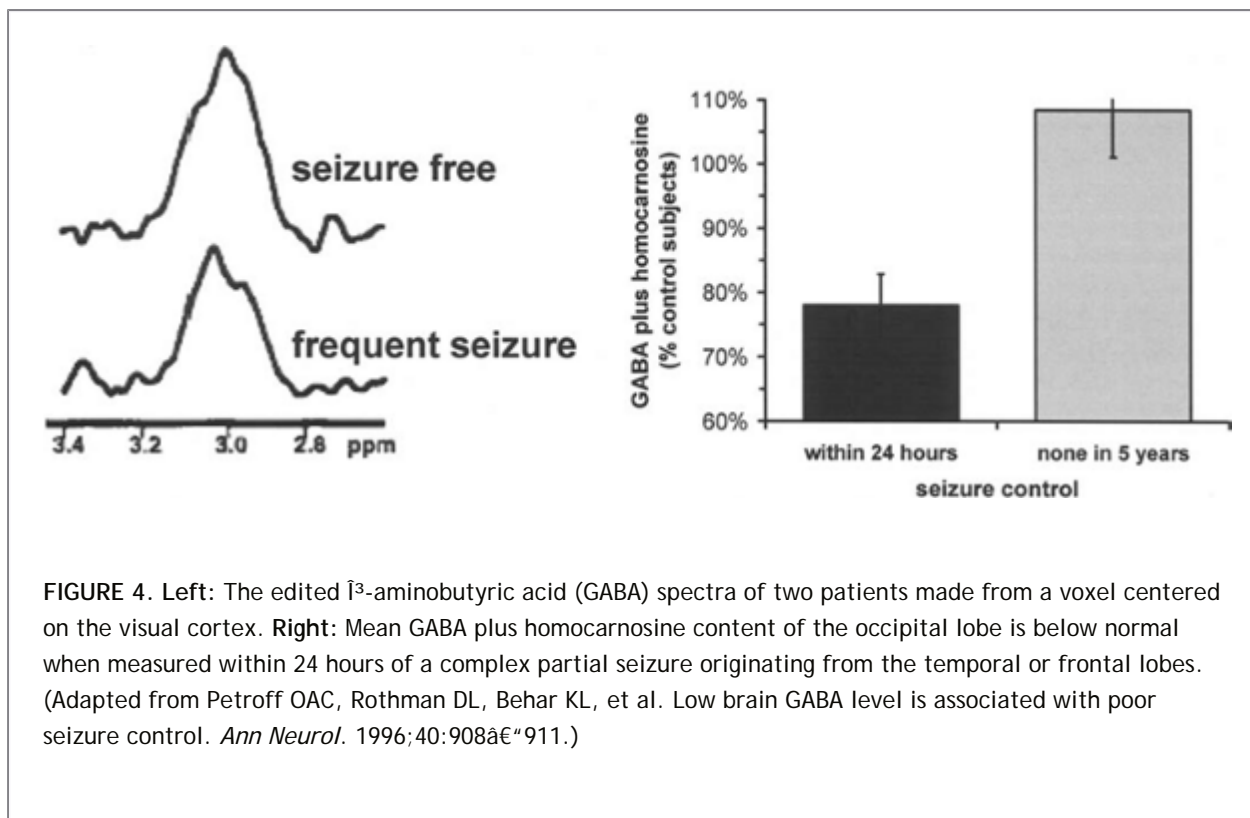 seizure free
frequent seizure
3.4 3.2 3.0 2.8 ppm
GABA plus homocarnosine
(% control subjects)
110%
100%
90%
80%
70%
60%
within 24 hours none in 5 years
seizure control
FIGURE 4. Left: The edited Î³-aminobutyric acid (GABA) spectra of two patients made from a voxel centered
on the visual cortex. Right: Mean GABA plus homocarnosine content of the occipital lobe is below normal
when measured within 24 hours of a complex partial seizure originating from the temporal or frontal lobes.
(Adapted from Petroff OAC, Rothman DL, Behar KL, et al. Low brain GABA level is associated with poor
seizure control. Ann Neurol. 1996;40:908â€“911.)